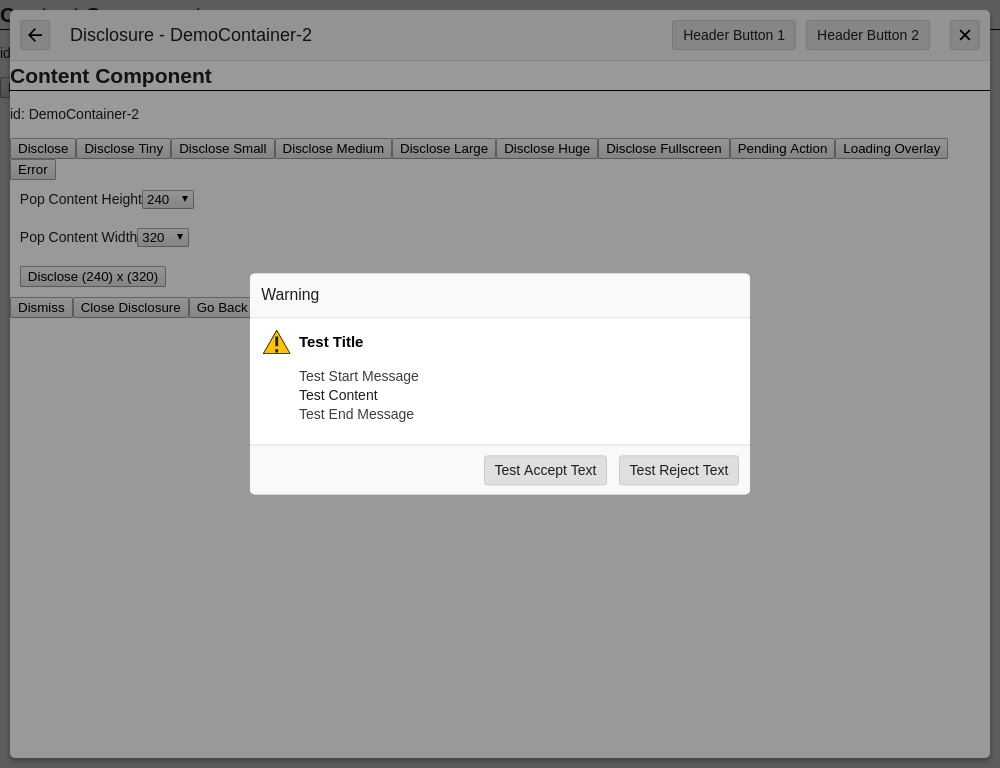 Disclosure - DemoContainer-2
Header Button 1
Header Button 2
Content Component
id: DemoContainer-2
Disclose
Disclose Tiny
Disclose Small
Disclose Medium
Disclose Large
Disclose Huge
Disclose Fullscreen
Pending Action
Loading Overlay
Error
Pop Content Height 240
Pop Content Width 320
Disclose (240) x (320)
Dismiss
Close Disclosure
Go Back
Warning
Test Title
Test Start Message
Test Content
Test End Message
Test Accept Text
Test Reject Text